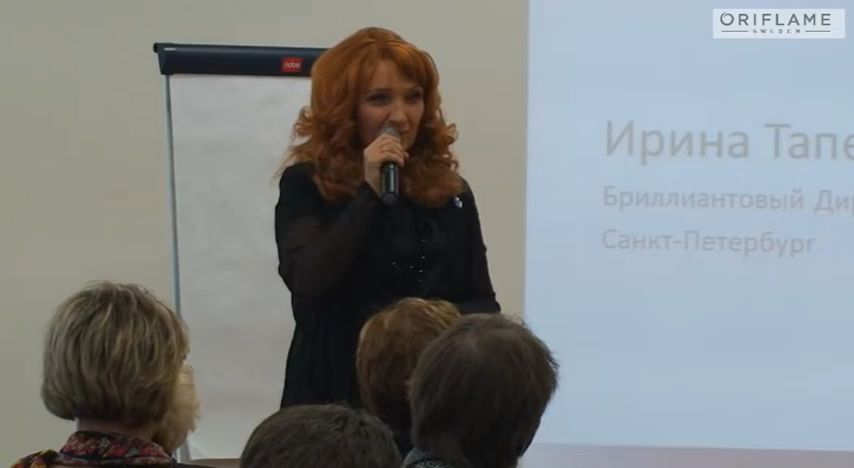 ORIFLAME
SWEDEN
nobo
Ирина Тапе
Бриллиантовый Дир
Санкт-Петербург